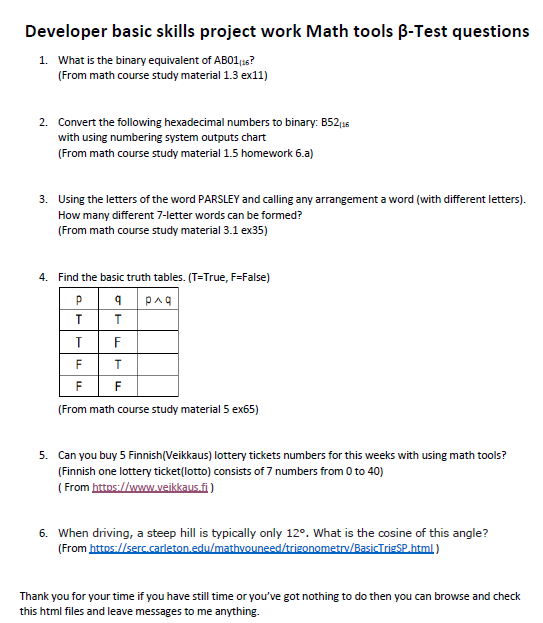 Developer basic skills project work Math tools β-Test questions
1. What is the binary equivalent of AB01₍₁₆?
(From math course study material 1.3 ex11)
2. Convert the following hexadecimal numbers to binary: B52₍₁₆
with using numbering system outputs chart
(From math course study material 1.5 homework 6.a)
3. Using the letters of the word PARSLEY and calling any arrangement a word (with different letters).
How many different 7-letter words can be formed?
(From math course study material 3.1 ex35)
4. Find the basic truth tables. (T=True, F=False)
p q p ∧ q
T T
T F
F T
F F
(From math course study material 5 ex65)
5. Can you buy 5 Finnish(Veikkaus) lottery tickets numbers for this weeks with using math tools?
(Finnish one lottery ticket(lotto) consists of 7 numbers from 0 to 40)
( From https://www.veikkaus.fi )
6. When driving, a steep hill is typically only 12°. What is the cosine of this angle?
(From https://serc.carleton.edu/mathyouneed/trigonometry/BasicTrigSP.html )
Thank you for your time if you have still time or you've got nothing to do then you can browse and check
this html files and leave messages to me anything.